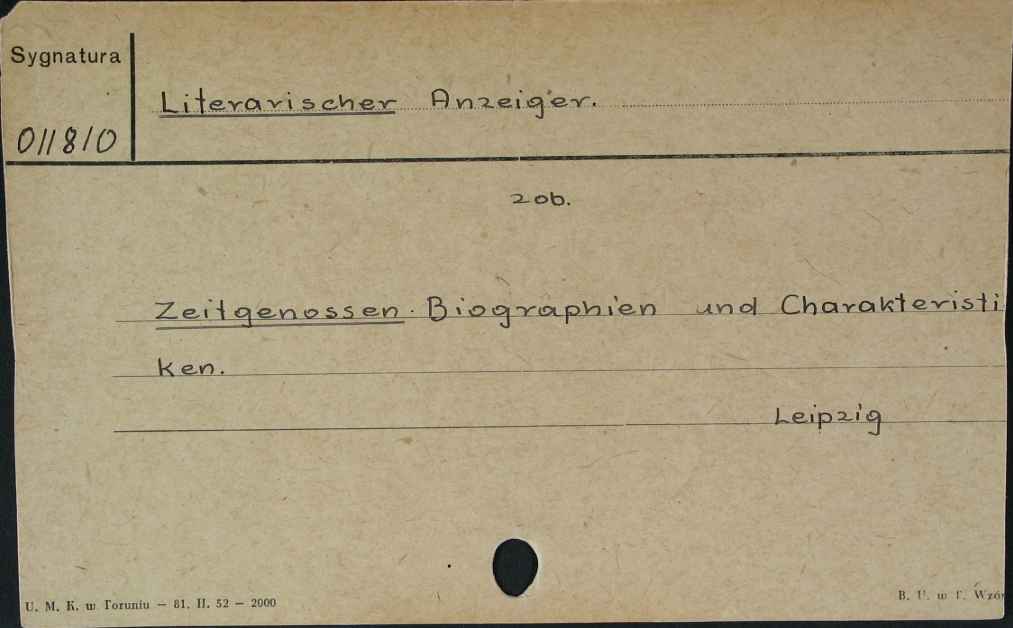 Sygnatura
011810
Literarischer Anzeiger.
zob.
Zeitgenossen. Biographien und Charakteristi
ken.
Leipzig
U. M. K. w Toruniu — 81. II. 52 — 2000
B. U. w T. Wzór